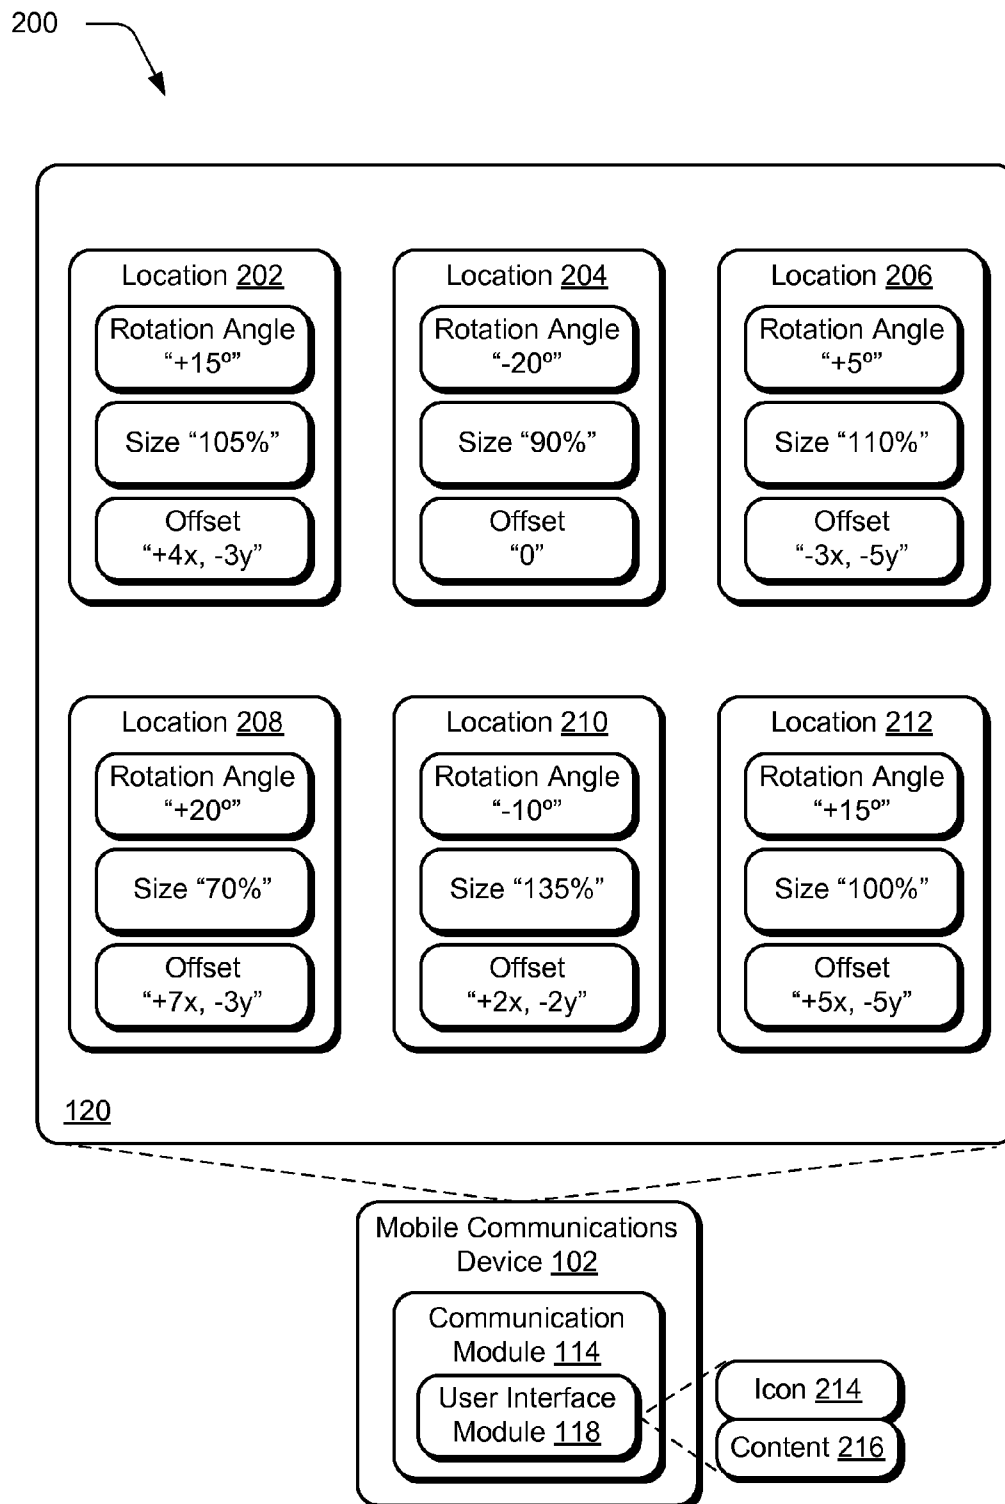 200
Location 202
Rotation Angle
“+15º”
Size “105%”
Offset
“+4x, -3y”
Location 204
Rotation Angle
“-20º”
Size “90%”
Offset
“0”
Location 206
Rotation Angle
“+5º”
Size “110%”
Offset
“-3x, -5y”
Location 208
Rotation Angle
“+20º”
Size “70%”
Offset
“+7x, -3y”
Location 210
Rotation Angle
“-10º”
Size “135%”
Offset
“+2x, -2y”
Location 212
Rotation Angle
“+15º”
Size “100%”
Offset
“+5x, -5y”
120
Mobile Communications
Device 102
Communication
Module 114
User Interface
Module 118
Icon 214
Content 216